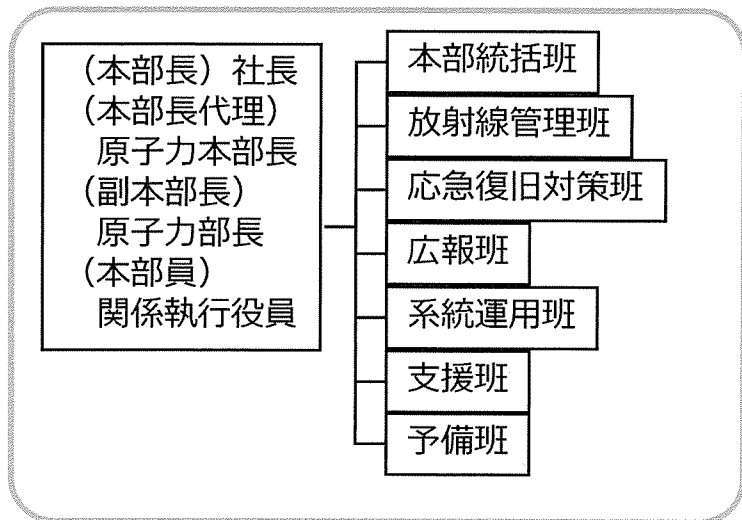 （本部長）社長
（本部長代理）
原子力本部長
（副本部長）
原子力部長
（本部員）
関係執行役員
本部統括班
放射線管理班
応急復旧対策班
広報班
系統運用班
支援班
予備班